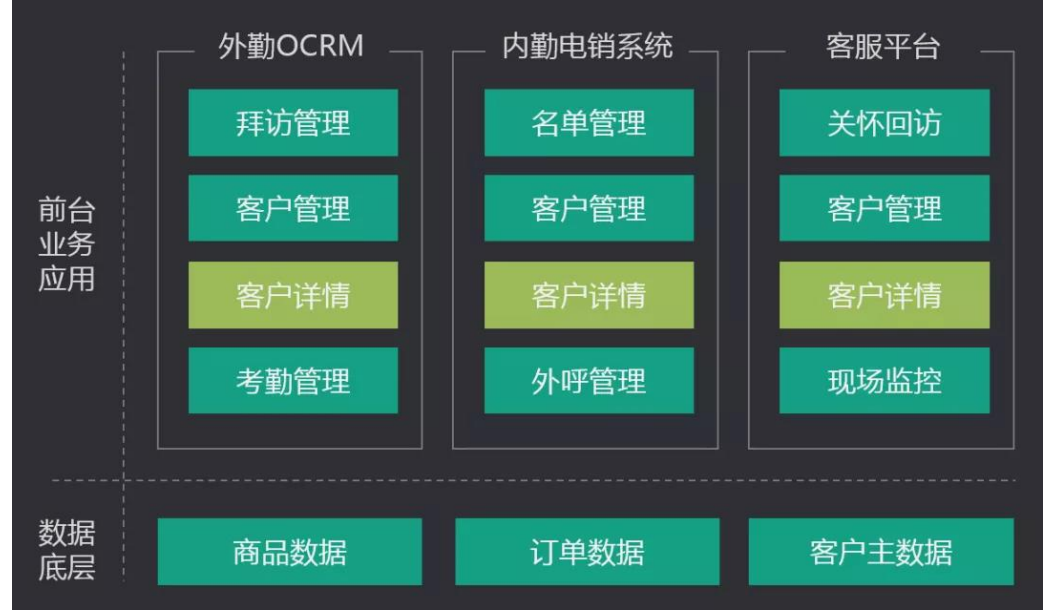 外勤OCRM
内勤电销系统
客服平台
拜访管理
名单管理
关怀回访
前台
业务
应用
客户管理
客户管理
客户管理
客户详情
客户详情
客户详情
考勤管理
外呼管理
现场监控
数据
底层
商品数据
订单数据
客户主数据